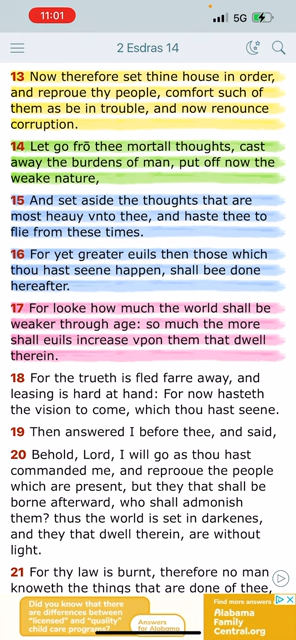 11:01
5G
2 Esdras 14
13 Now therefore set thine house in order,
and reproue thy people, comfort such of
them as be in trouble, and now renounce
corruption.
14 Let go frō thee mortall thoughts, cast
away the burdens of man, put off now the
weake nature,
15 And set aside the thoughts that are
most heauy vnto thee, and haste thee to
flie from these times.
16 For yet greater euils then those which
thou hast seene happen, shall bee done
hereafter.
17 For looke how much the world shall be
weaker through age: so much the more
shall euils increase vpon them that dwell
therein.
18 For the trueth is fled farre away, and
leasing is hard at hand: For now hasteth
the vision to come, which thou hast seene.
19 Then answered I before thee, and said,
20 Behold, Lord, I will go as thou hast
commanded me, and reprooue the people
which are present, but they that shall be
borne afterward, who shall admonish
them? thus the world is set in darkenes,
and they that dwell therein, are without
light.
21 For thy law is burnt, therefore no man
knoweth the things that are done of thee,
Did you know that there
are differences between
"licensed" and "quality"
child care programs?
Answers
for Alabama
Find more answers
Alabama
Family
Central.org